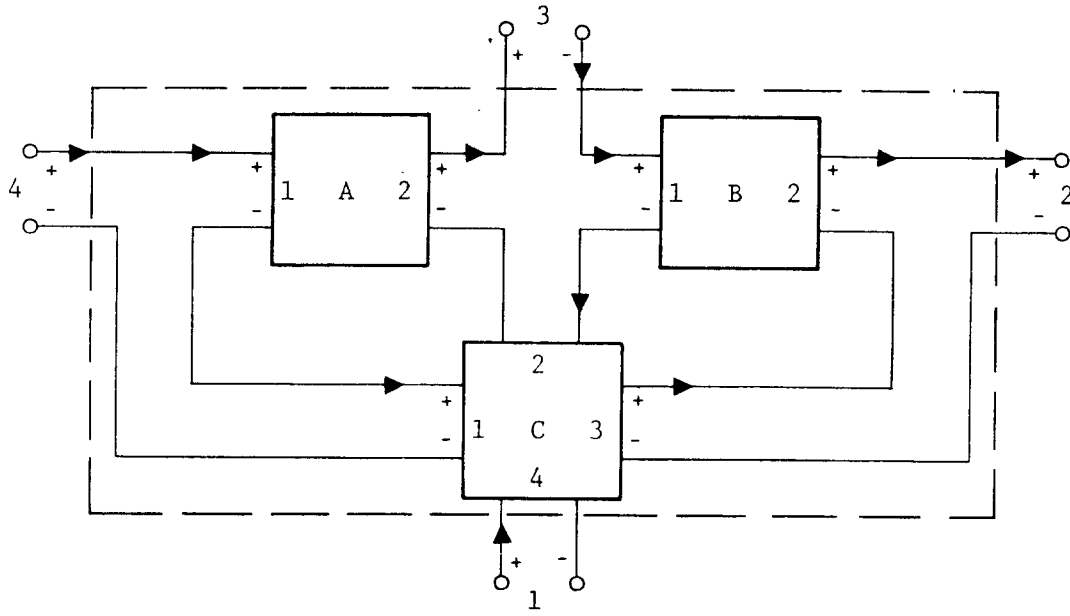 3
+ -
+ + + + + +
4 1 A 2 1 B 2 2
- - - - - -
2
+ +
1 C 3
- -
4
+ -
1